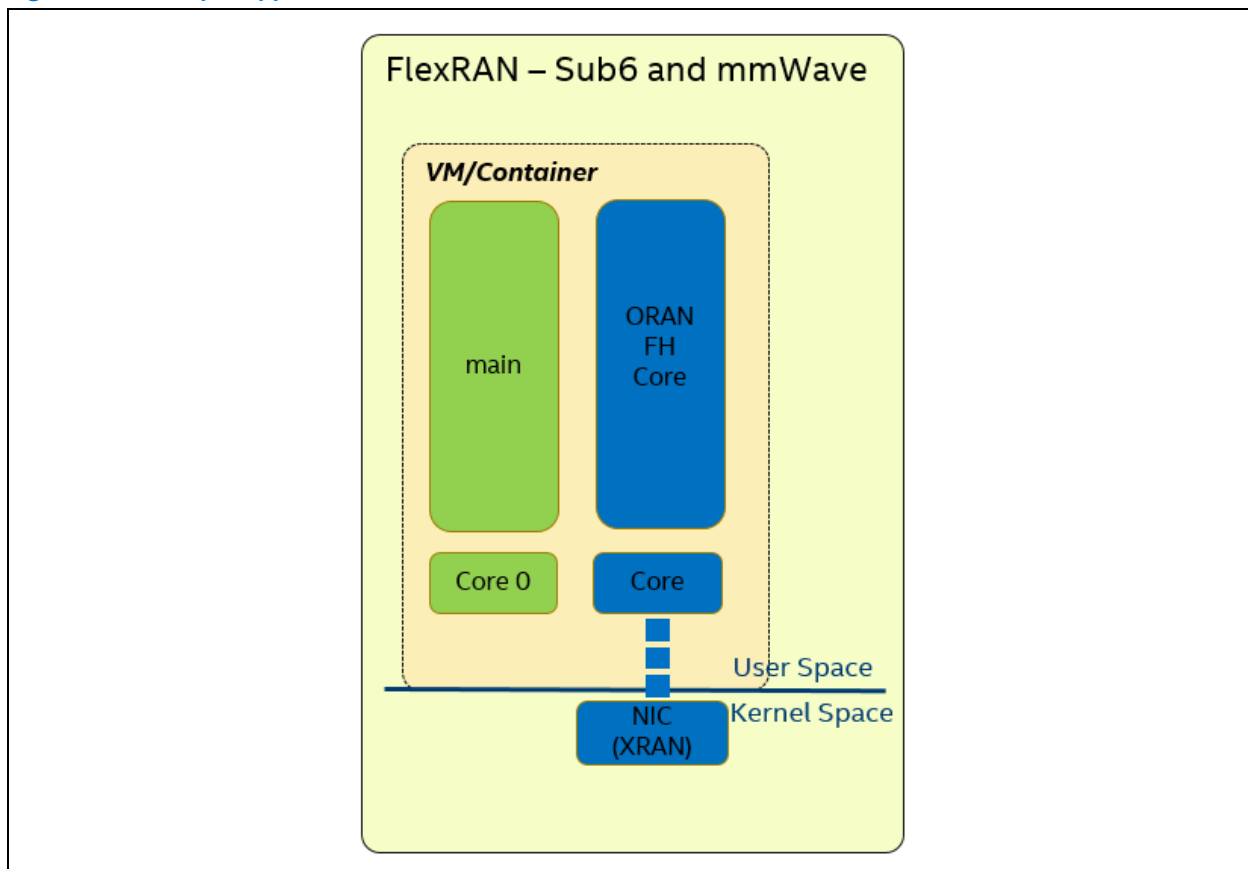 FlexRAN – Sub6 and mmWave
VM/Container
main
ORAN
FH
Core
Core 0
Core
User Space
Kernel Space
NIC
(XRAN)